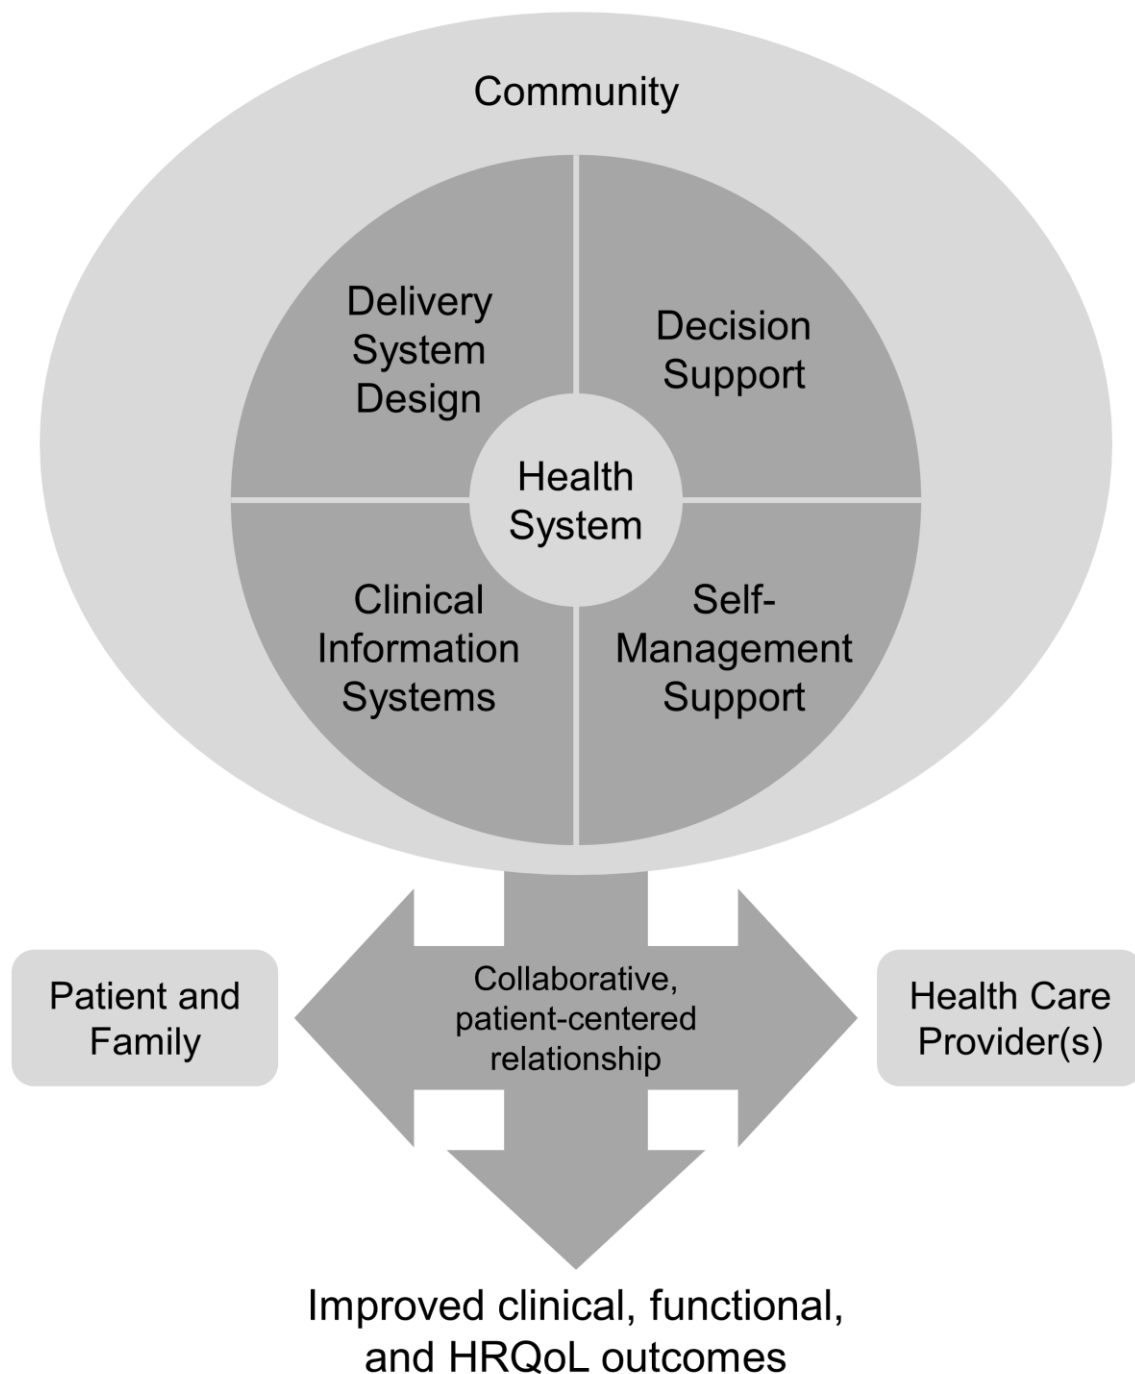 Community
Delivery
System
Design
Decision
Support
Health
System
Clinical
Information
Systems
Self-
Management
Support
Patient and
Family
Collaborative,
patient-centered
relationship
Health Care
Provider(s)
Improved clinical, functional,
and HRQoL outcomes